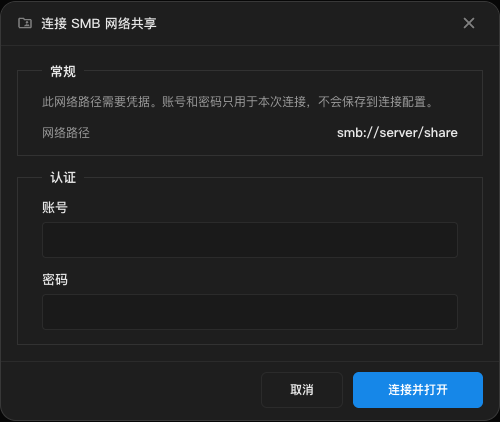 连接 SMB 网络共享
常规
此网络路径需要凭据。账号和密码只用于本次连接，不会保存到连接配置。
网络路径 smb://server/share
认证
账号
密码
取消 连接并打开